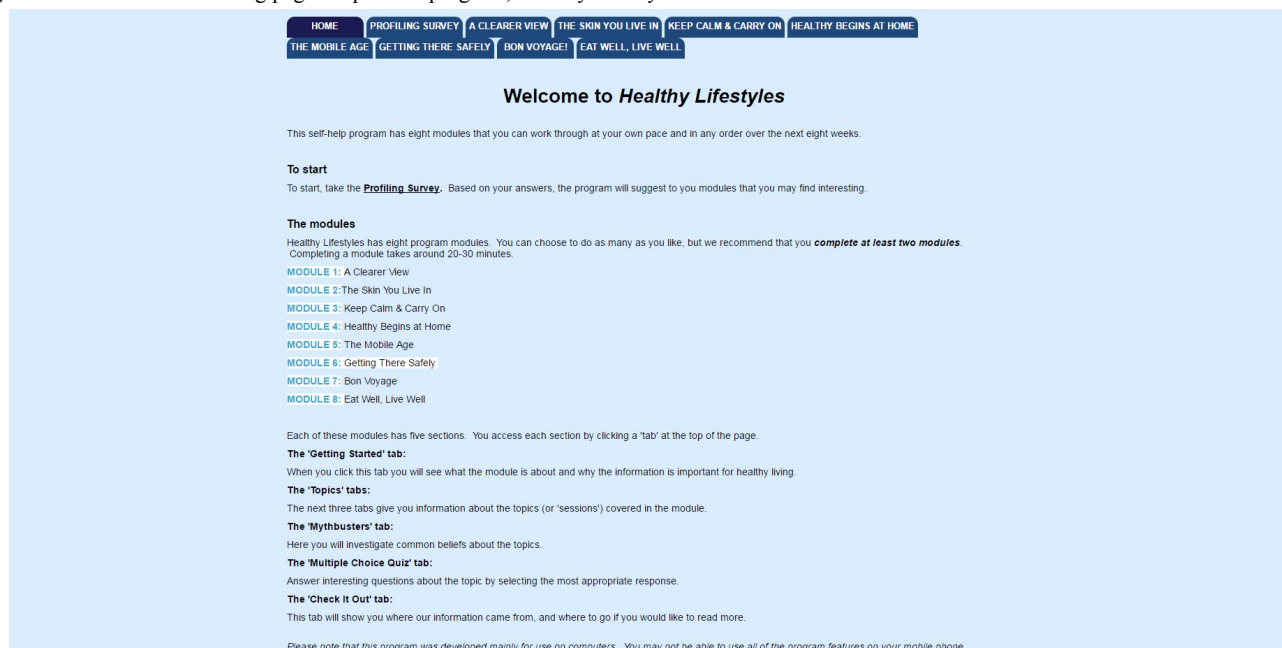 HOME PROFILING SURVEY A CLEARER VIEW THE SKIN YOU LIVE IN KEEP CALM & CARRY ON HEALTHY BEGINS AT HOME
THE MOBILE AGE GETTING THERE SAFELY BON VOYAGE! EAT WELL, LIVE WELL
Welcome to Healthy Lifestyles
This self-help program has eight modules that you can work through at your own pace and in any order over the next eight weeks.
To start
To start, take the Profiling Survey. Based on your answers, the program will suggest to you modules that you may find interesting.
The modules
Healthy Lifestyles has eight program modules. You can choose to do as many as you like, but we recommend that you complete at least two modules.
Completing a module takes around 20-30 minutes.
MODULE 1: A Clearer View
MODULE 2:The Skin You Live In
MODULE 3: Keep Calm & Carry On
MODULE 4: Healthy Begins at Home
MODULE 5: The Mobile Age
MODULE 6: Getting There Safely
MODULE 7: Bon Voyage
MODULE 8: Eat Well, Live Well
Each of these modules has five sections. You access each section by clicking a 'tab' at the top of the page.
The 'Getting Started' tab:
When you click this tab you will see what the module is about and why the information is important for healthy living.
The 'Topics' tabs:
The next three tabs give you information about the topics (or 'sessions') covered in the module.
The 'Mythbusters' tab:
Here you will investigate common beliefs about the topics.
The 'Multiple Choice Quiz' tab:
Answer interesting questions about the topic by selecting the most appropriate response.
The 'Check It Out' tab:
This tab will show you where our information came from, and where to go if you would like to read more.
Please note that this program was developed mainly for use on computers. You may not be able to use all of the program features on your mobile phone